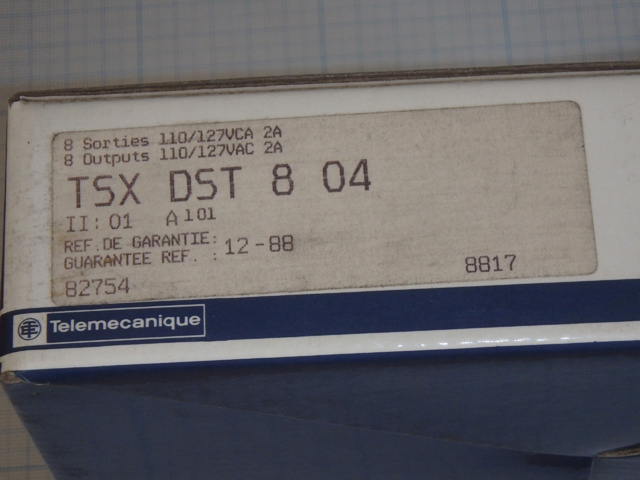 8 Sorties 110/127VCA 2A
8 Outputs 110/127VAC 2A
TSX DST 8 04
II: 01 A101
REF.DE GARANTIE:
GUARANTEE REF. : 12-88
82754 8817
Telemecanique